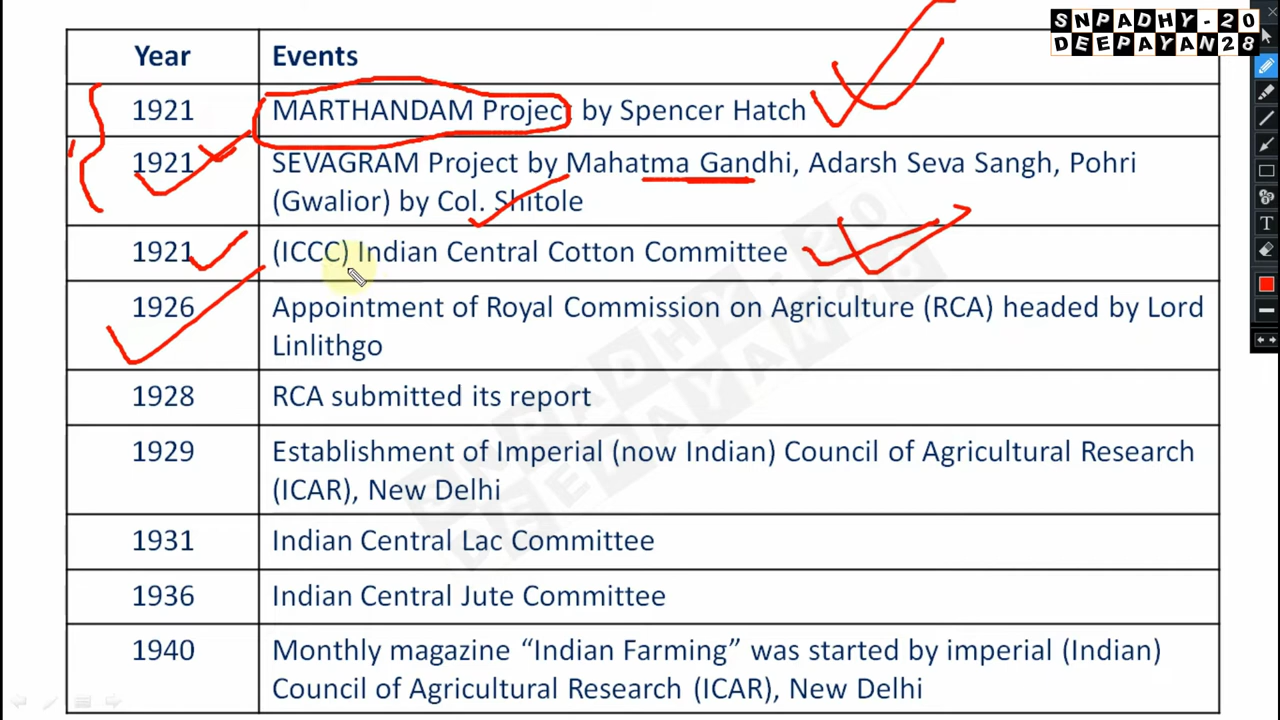 SNPADHY-20
DEEPAYAN28
Year Events
1921 MARTHANDAM Project by Spencer Hatch
1921 SEVAGRAM Project by Mahatma Gandhi, Adarsh Seva Sangh, Pohri
(Gwalior) by Col. Shitole
1921 (ICCC) Indian Central Cotton Committee
1926 Appointment of Royal Commission on Agriculture (RCA) headed by Lord
Linlithgo
1928 RCA submitted its report
1929 Establishment of Imperial (now Indian) Council of Agricultural Research
(ICAR), New Delhi
1931 Indian Central Lac Committee
1936 Indian Central Jute Committee
1940 Monthly magazine “Indian Farming” was started by imperial (Indian)
Council of Agricultural Research (ICAR), New Delhi
SNPADHY-20
DEEPAYAN28